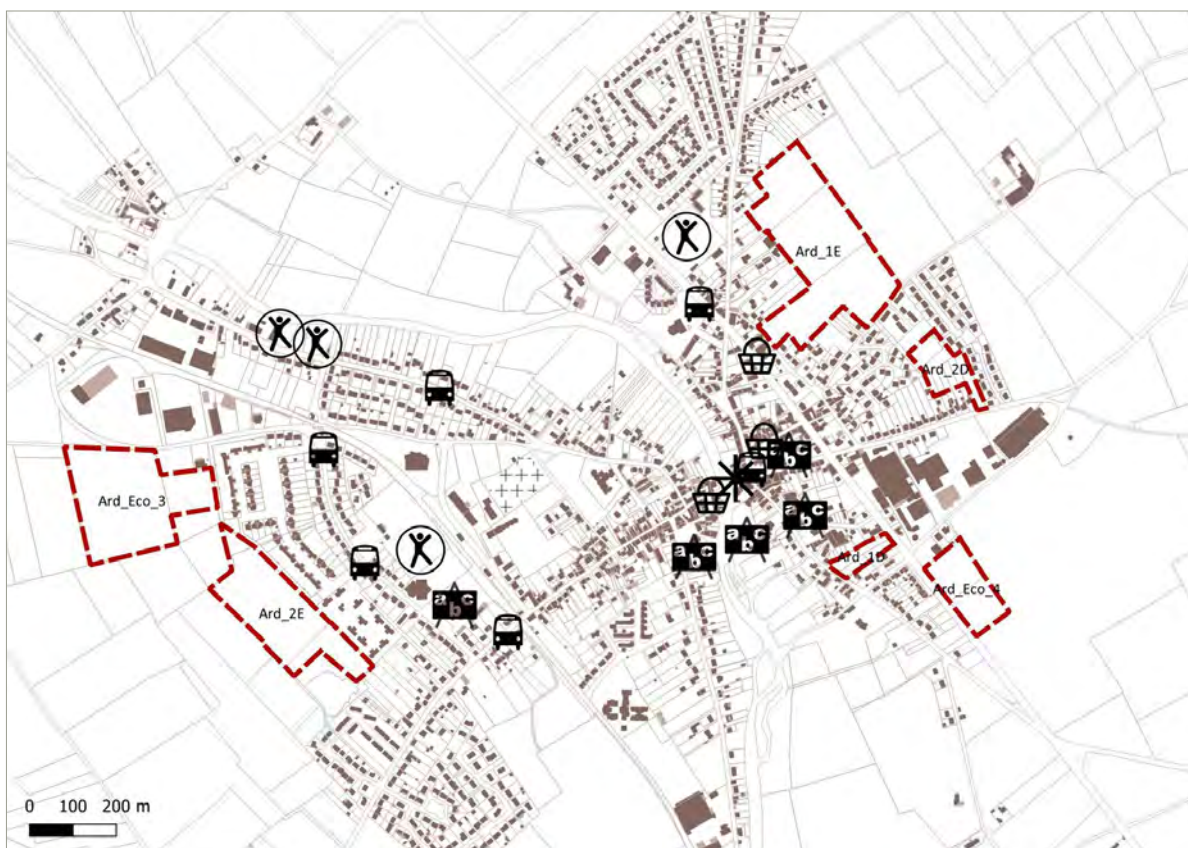 Ard_1E
Ard_2D
a b c
Ard_Eco_3
a b c
a b c
a b c
Ard_1D
Ard_Eco_4
a b c
Ard_2E
0 100 200 m